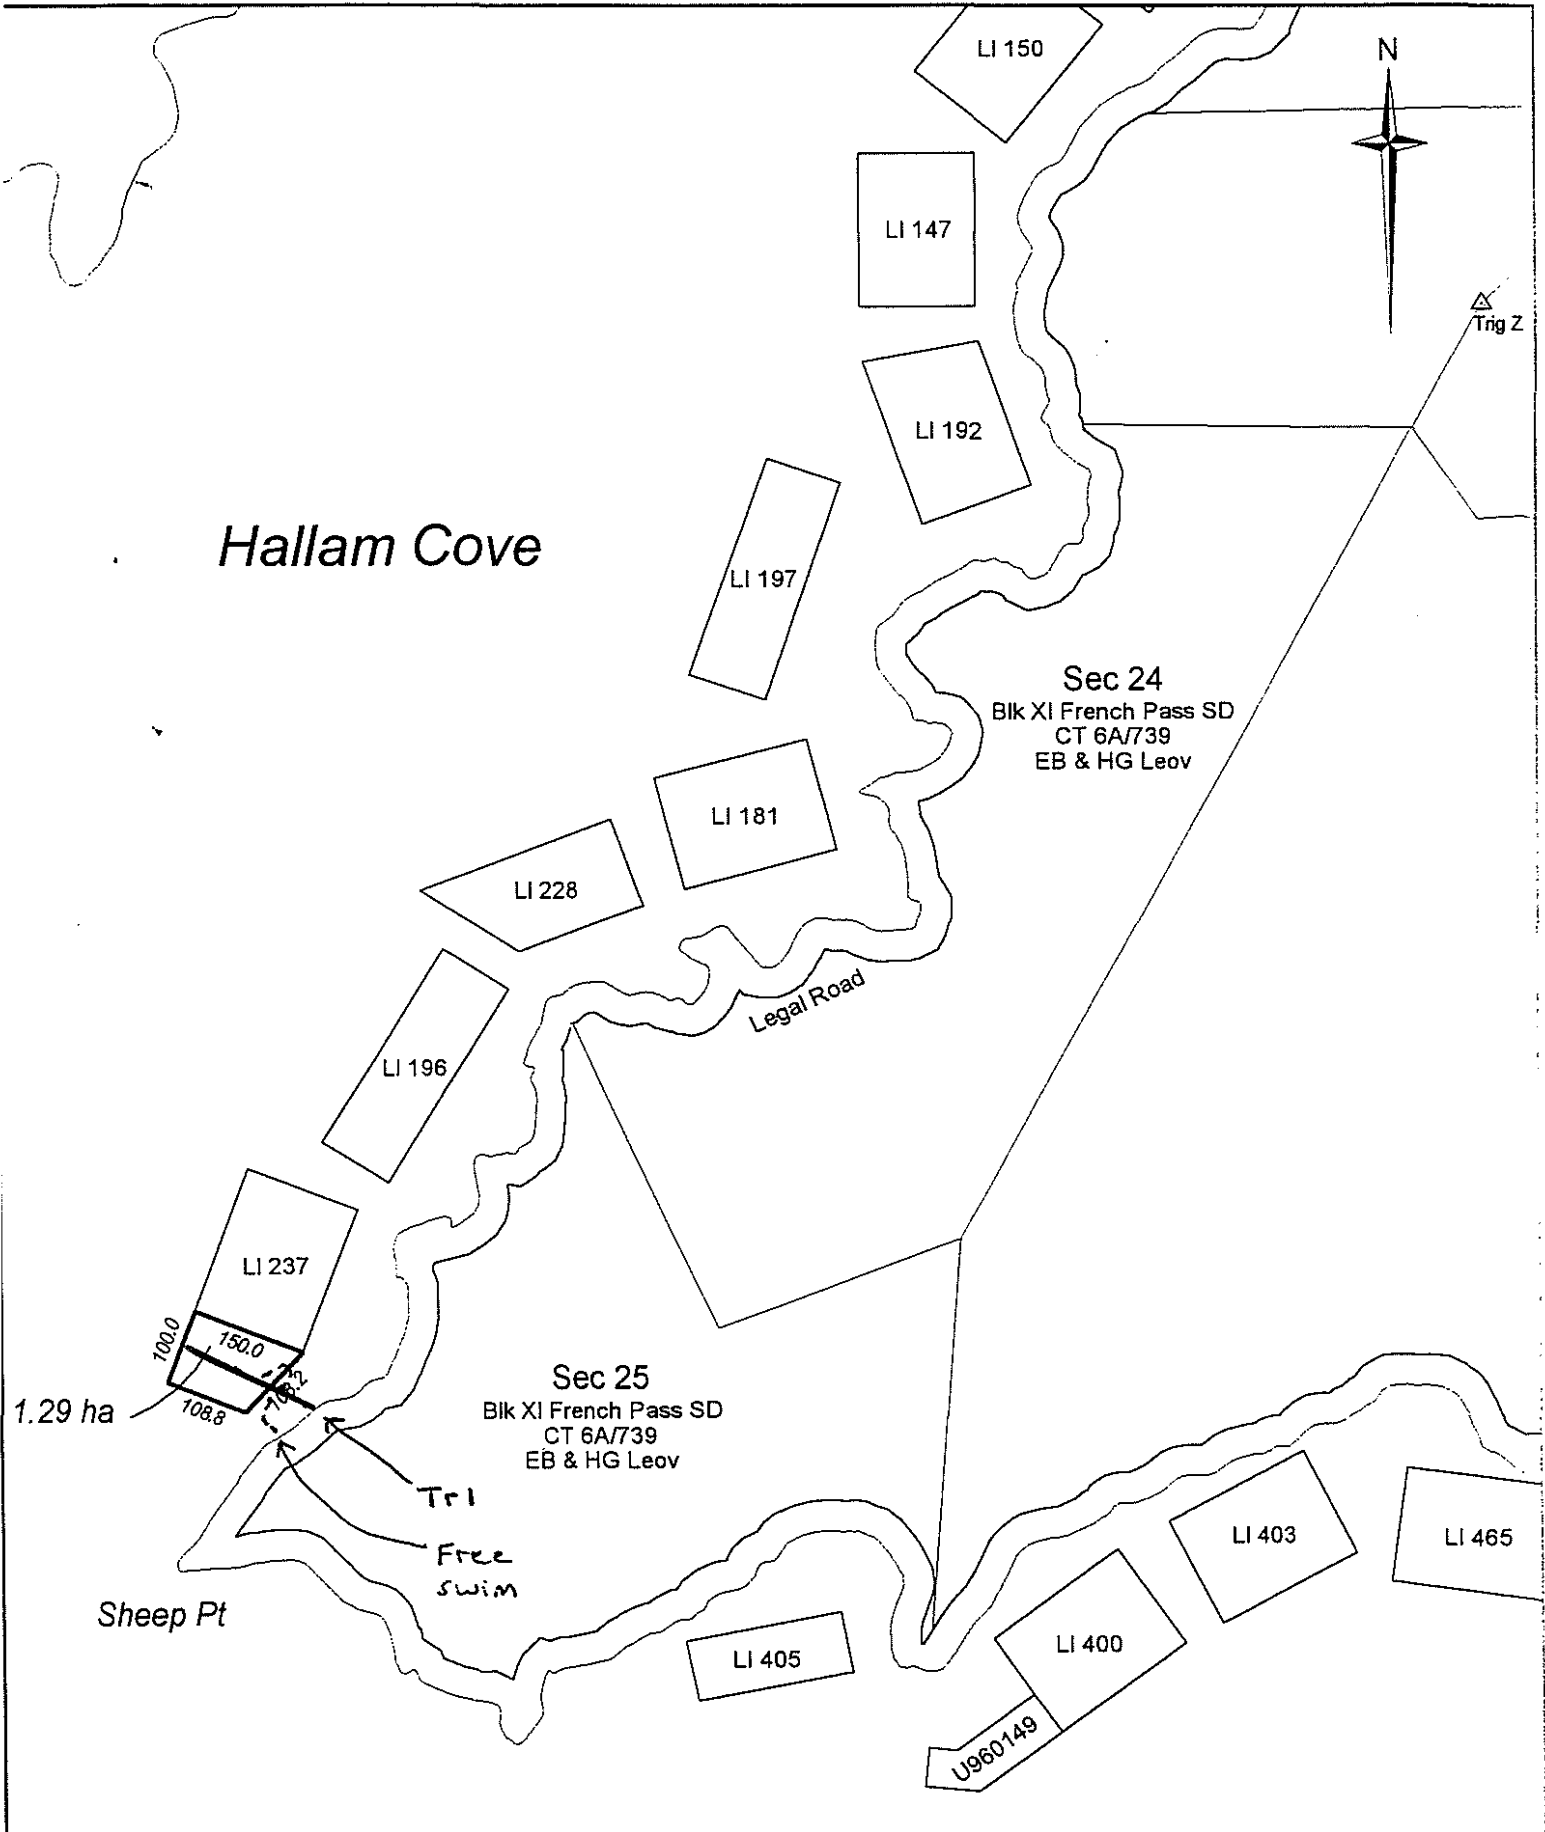 LI 150
N
LI 147
Trig Z
LI 192
Hallam Cove
LI 197
Sec 24
Blk XI French Pass SD
CT 6A/739
EB & HG Leov
LI 181
LI 228
Legal Road
LI 196
LI 237
100.0
150.0
108.8
1.29 ha
Sec 25
Blk XI French Pass SD
CT 6A/739
EB & HG Leov
Tr1
Free
swim
Sheep Pt
LI 403
LI 465
LI 400
LI 405
U960149